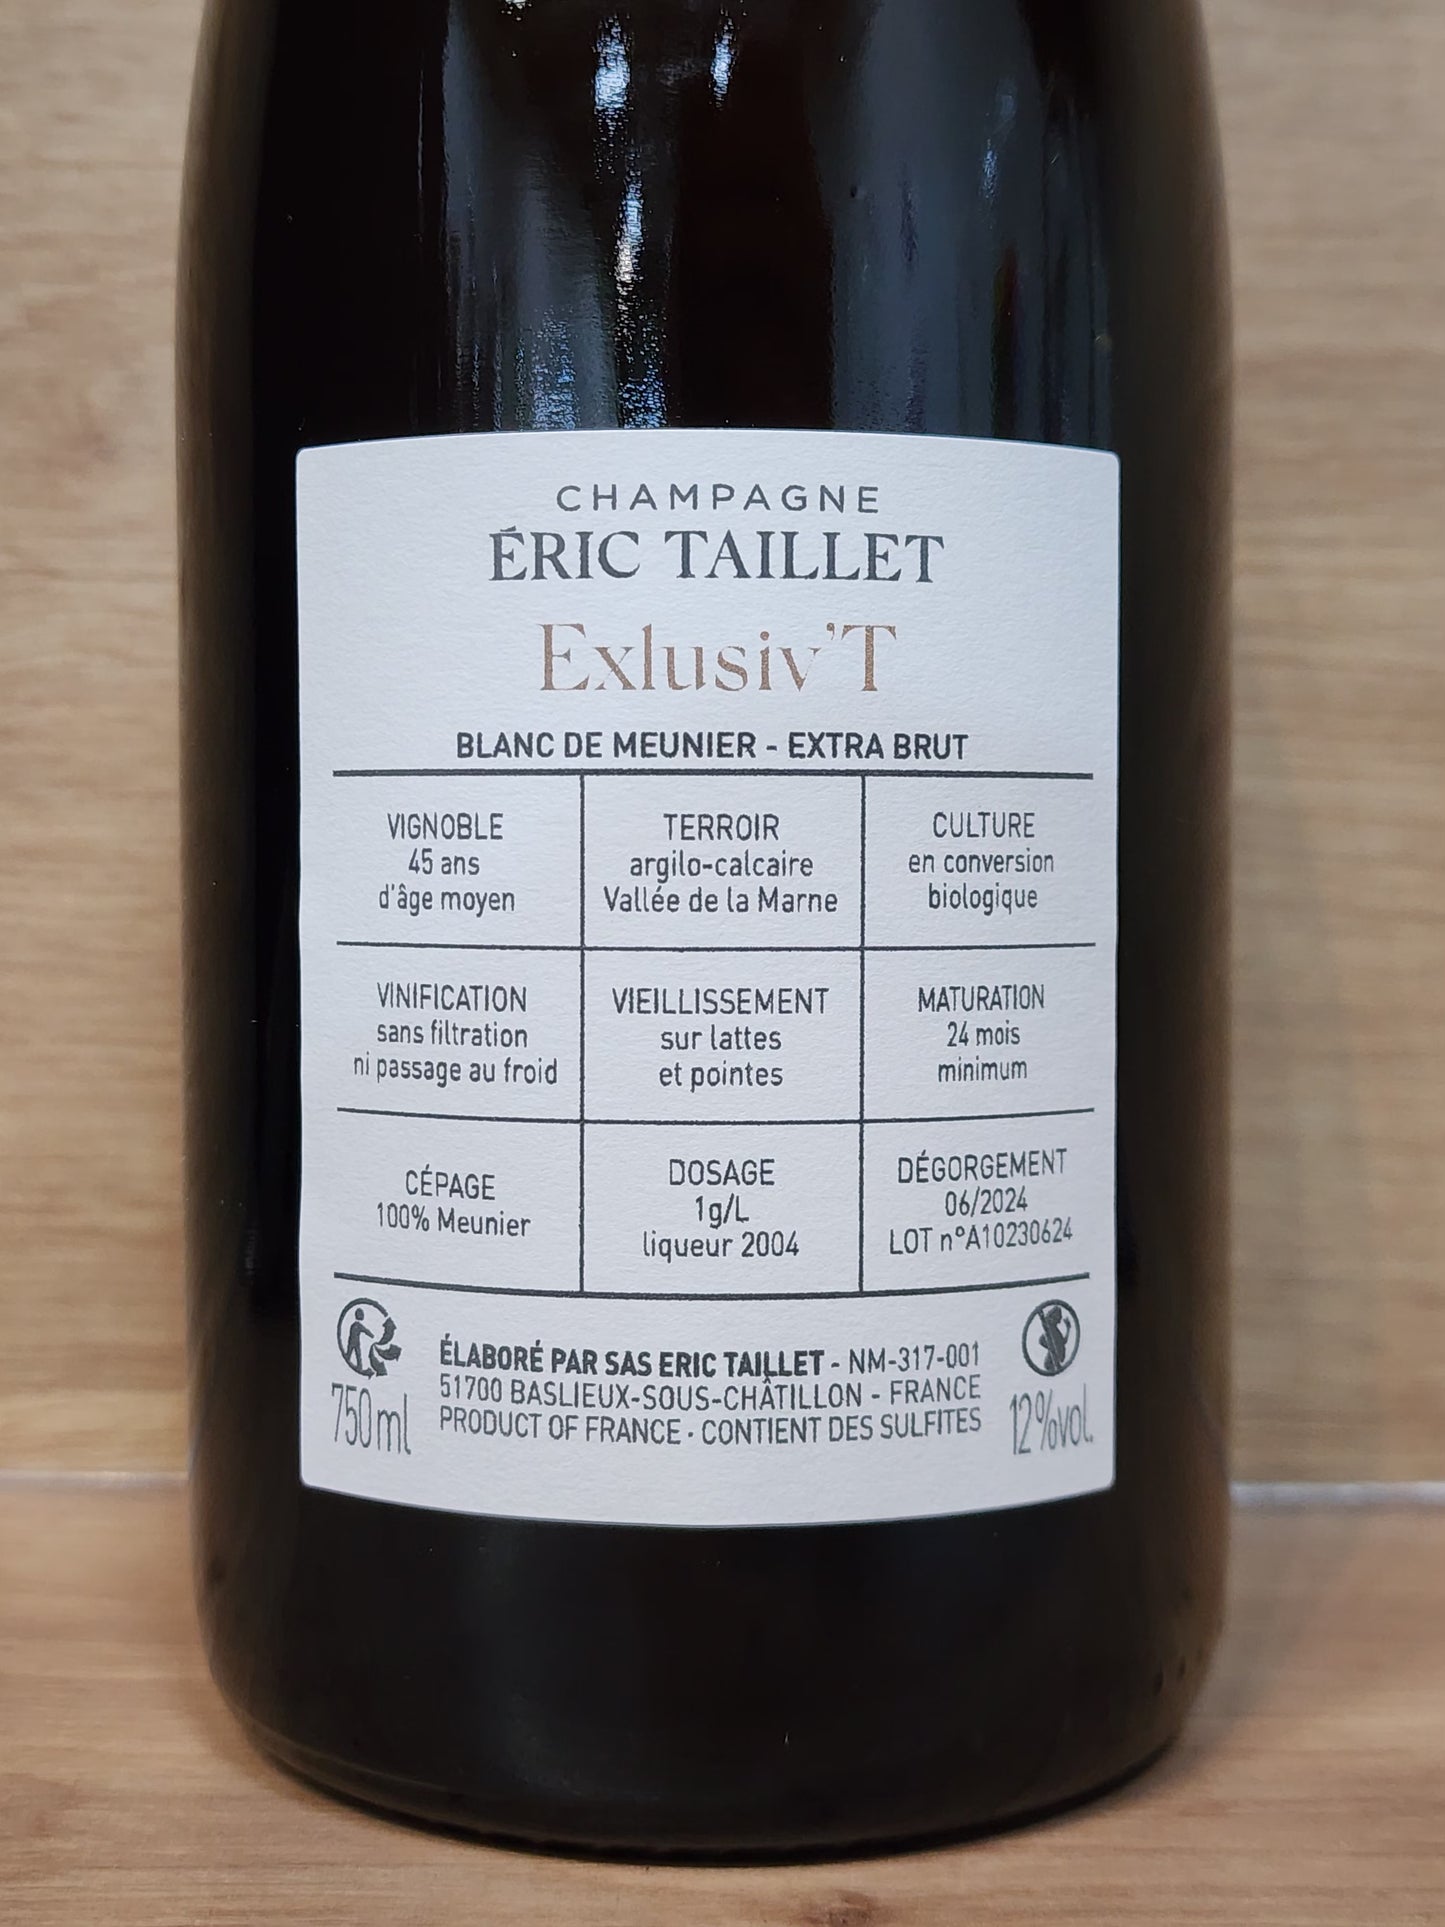 CHAMPAGNE
ÉRIC TAILLET
Exlusiv'T
BLANC DE MEUNIER - EXTRA BRUT
VIGNOBLE
45 ans
d'âge moyen
TERROIR
argilo-calcaire
Vallée de la Marne
CULTURE
en conversion
biologique
VINIFICATION
sans filtration
ni passage au froid
VIEILLISSEMENT
sur lattes
et pointes
MATURATION
24 mois
minimum
CÉPAGE
100% Meunier
DOSAGE
1g/L
liqueur 2004
DÉGORGEMENT
06/2024
LOT n°A10230624
ÉLABORÉ PAR SAS ERIC TAILLET - NM-317-001
51700 BASLIEUX-SOUS-CHÂTILLON - FRANCE
PRODUCT OF FRANCE · CONTIENT DES SULFITES
750ml
12%vol.